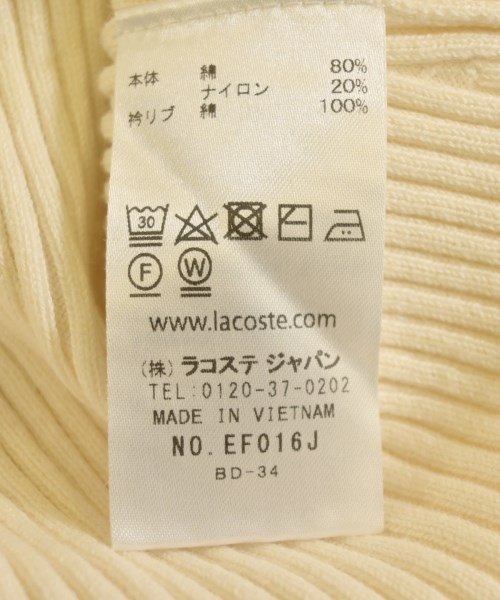 本体 綿 80%
ナイロン 20%
衿リブ 綿 100%
30
F W
www.lacoste.com
(株) ラコステ ジャパン
TEL:0120-37-0202
MADE IN VIETNAM
NO. EF016J
BD-34